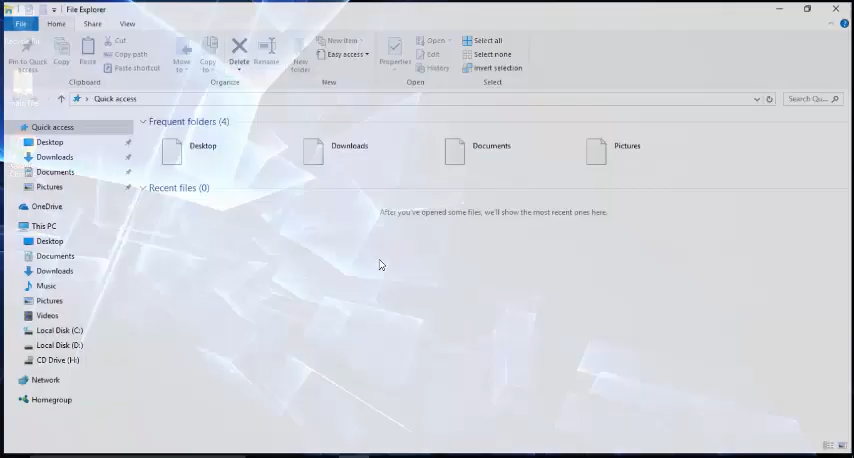 File Explorer
File Home Share View
Pin to Quick access
Copy
Paste
Cut
Copy path
Paste shortcut
Clipboard
Move to
Copy to
Delete
Rename
Organize
New folder
New item
Easy access
New
Properties
Open
Edit
History
Open
Select all
Select none
Invert selection
Select
Quick access
Search Qu...
Quick access
Desktop
Downloads
Documents
Pictures
OneDrive
This PC
Desktop
Documents
Downloads
Music
Pictures
Videos
Local Disk (C:)
Local Disk (D:)
CD Drive (H:)
Network
Homegroup
Frequent folders (4)
Desktop Downloads Documents Pictures
Recent files (0)
After you've opened some files, we'll show the most recent ones here.